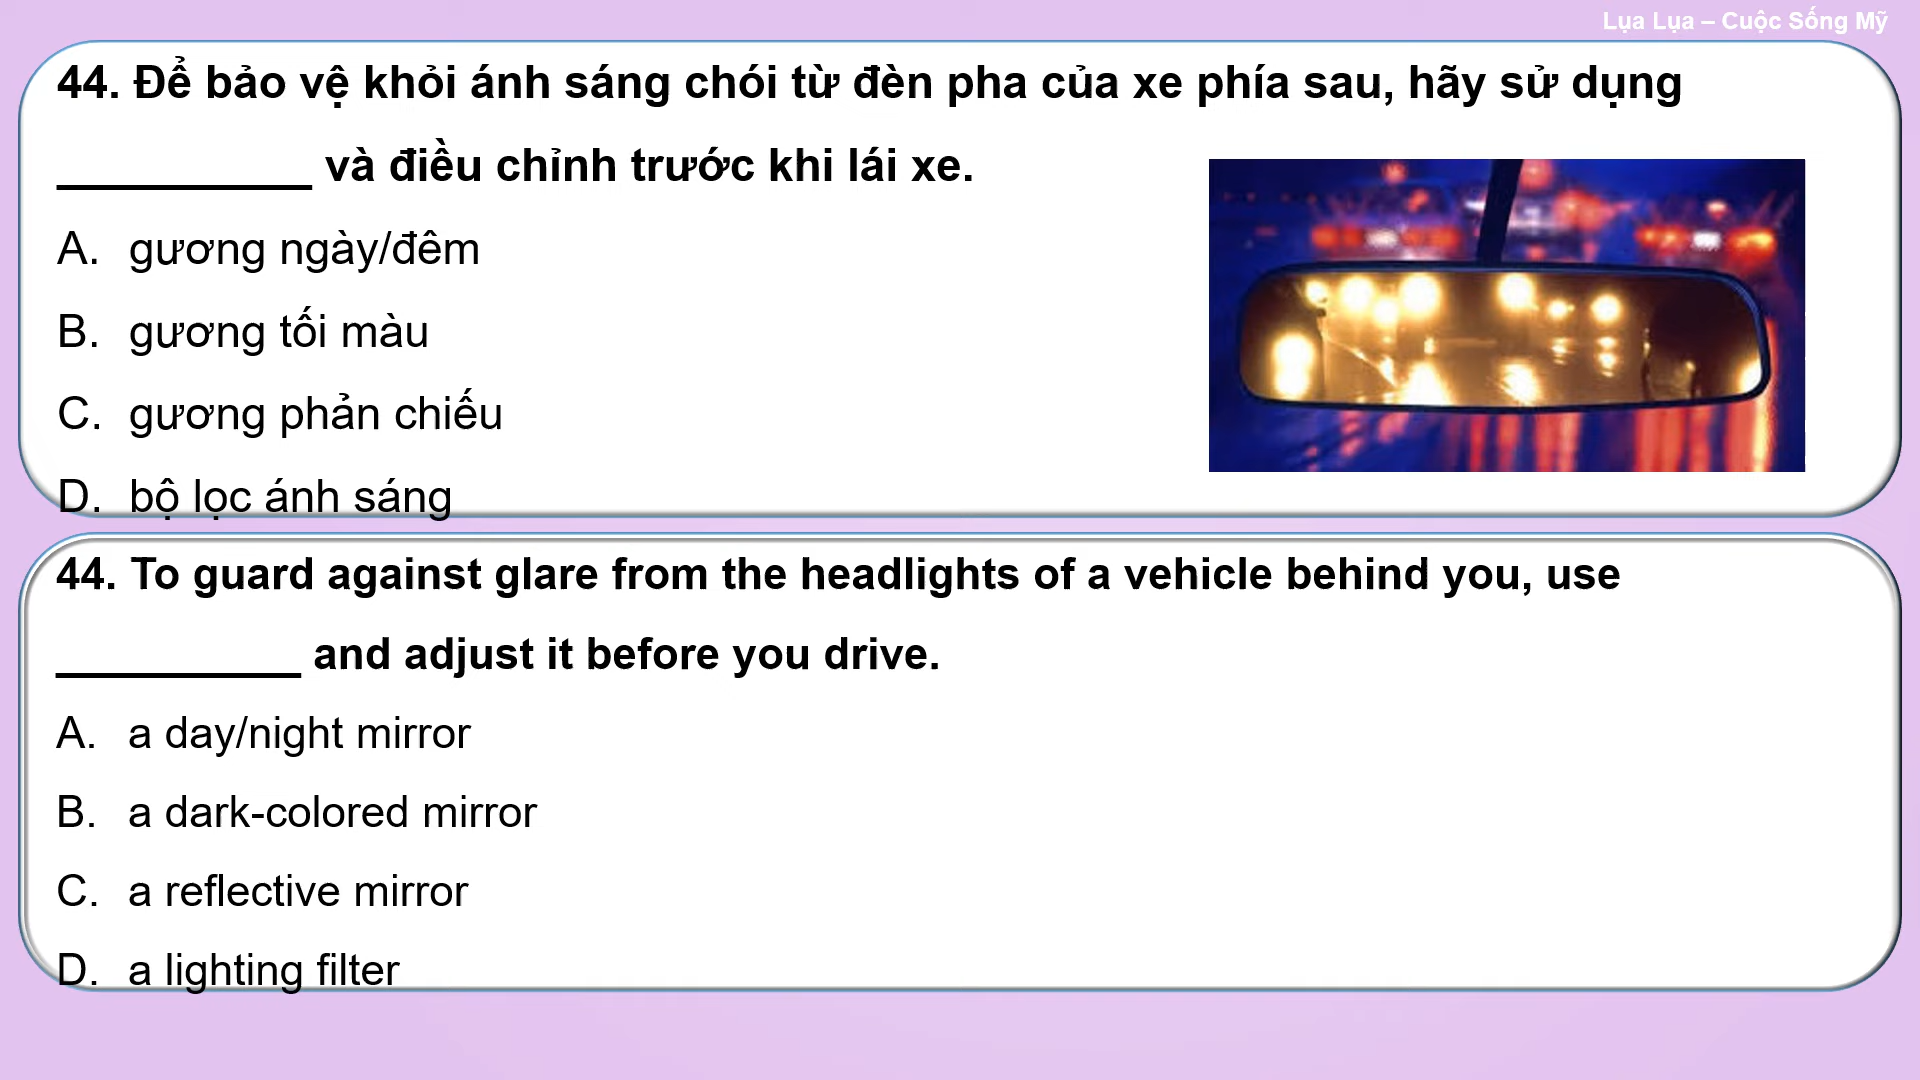 Lụa Lụa – Cuộc Sống Mỹ
44. Để bảo vệ khỏi ánh sáng chói từ đèn pha của xe phía sau, hãy sử dụng
__________ và điều chỉnh trước khi lái xe.
A. gương ngày/đêm
B. gương tối màu
C. gương phản chiếu
D. bộ lọc ánh sáng
44. To guard against glare from the headlights of a vehicle behind you, use
__________ and adjust it before you drive.
A. a day/night mirror
B. a dark-colored mirror
C. a reflective mirror
D. a lighting filter